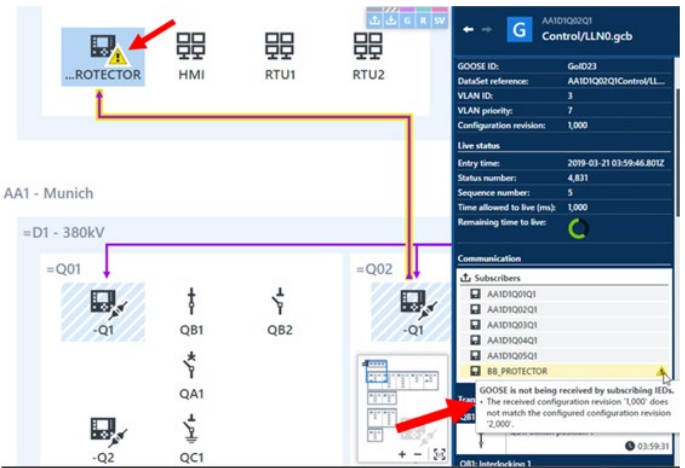 G R SV
...ROTECTOR
HMI
RTU1
RTU2
AA1 - Munich
=D1 - 380kV
=Q01
=Q02
-Q1
QB1
QB2
-Q1
QA1
-Q2
QC1
+ -
G
AA1D1Q02Q1
Control/LLN0.gcb
GOOSE ID: GoID23
DataSet reference: AA1D1Q02Q1Control/LL...
VLAN ID: 3
VLAN priority: 7
Configuration revision: 1,000
Live status
Entry time: 2019-03-21 03:59:46.801Z
Status number: 4,831
Sequence number: 5
Time allowed to live (ms): 1,000
Remaining time to live:
Communication
Subscribers
AA1D1Q01Q1
AA1D1Q02Q1
AA1D1Q03Q1
AA1D1Q04Q1
AA1D1Q05Q1
BB_PROTECTOR
GOOSE is not being received by subscribing IEDs.
• The received configuration revision '1,000' does
not match the configured configuration revision
'2,000'.
03:59:31
QB1: Interlocking 1